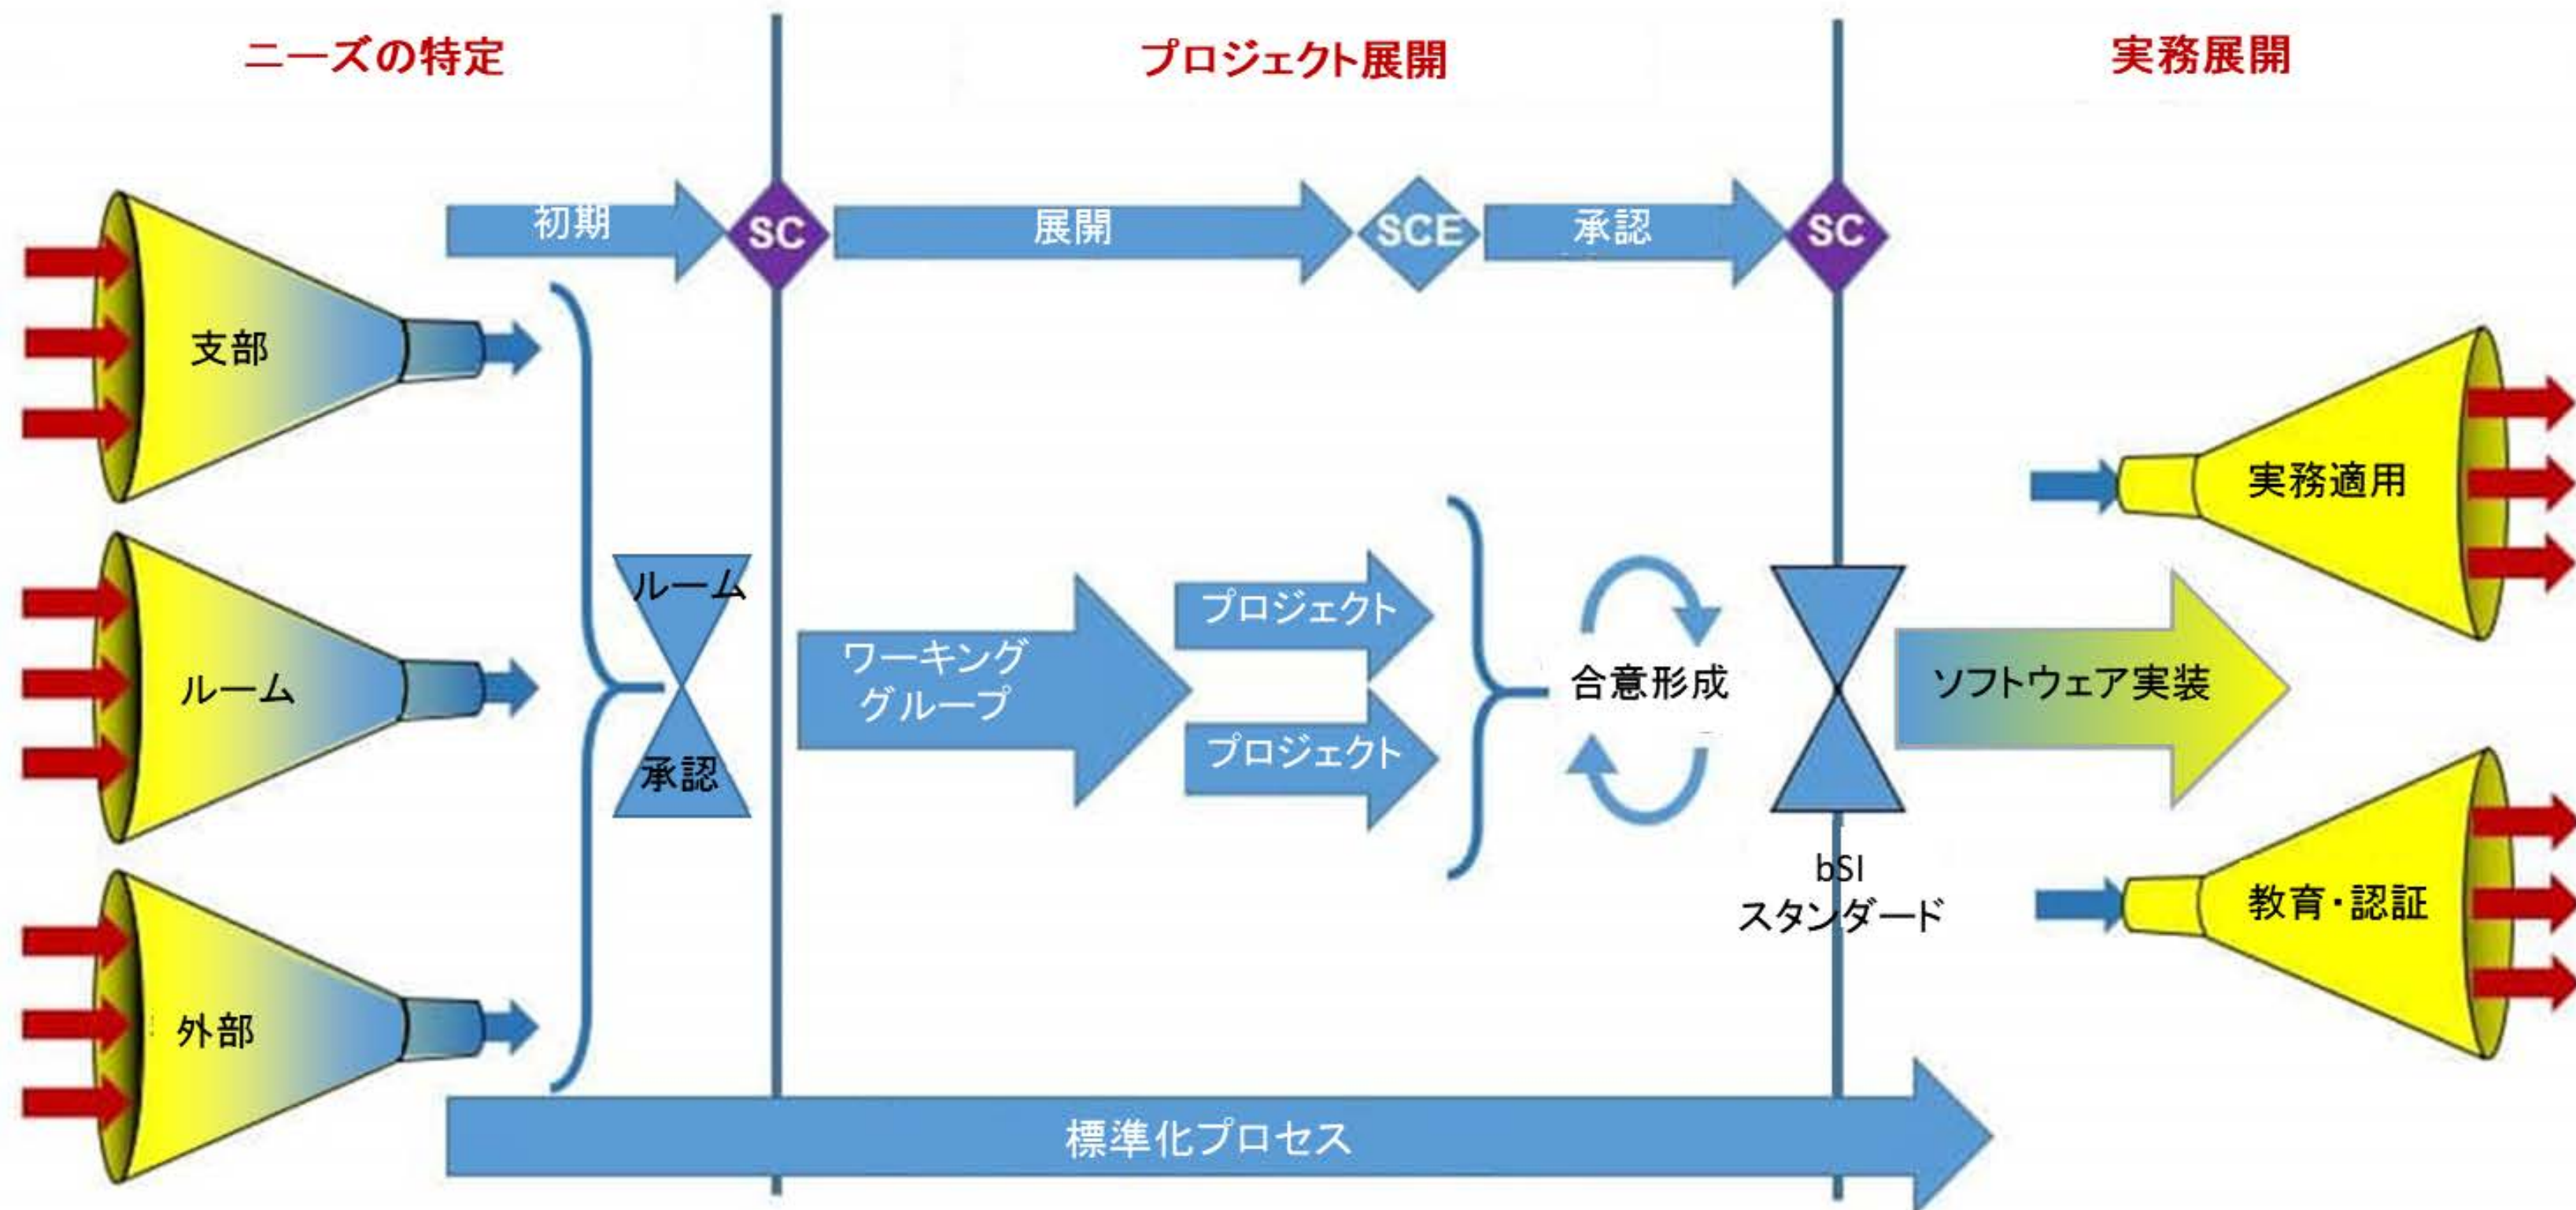 ニーズの特定
プロジェクト展開
実務展開
初期
SC
展開
SCE
承認
SC
支部
ルーム
外部
ルーム
承認
ワーキング
グループ
プロジェクト
プロジェクト
合意形成
bSI
スタンダード
ソフトウェア実装
実務適用
教育・認証
標準化プロセス